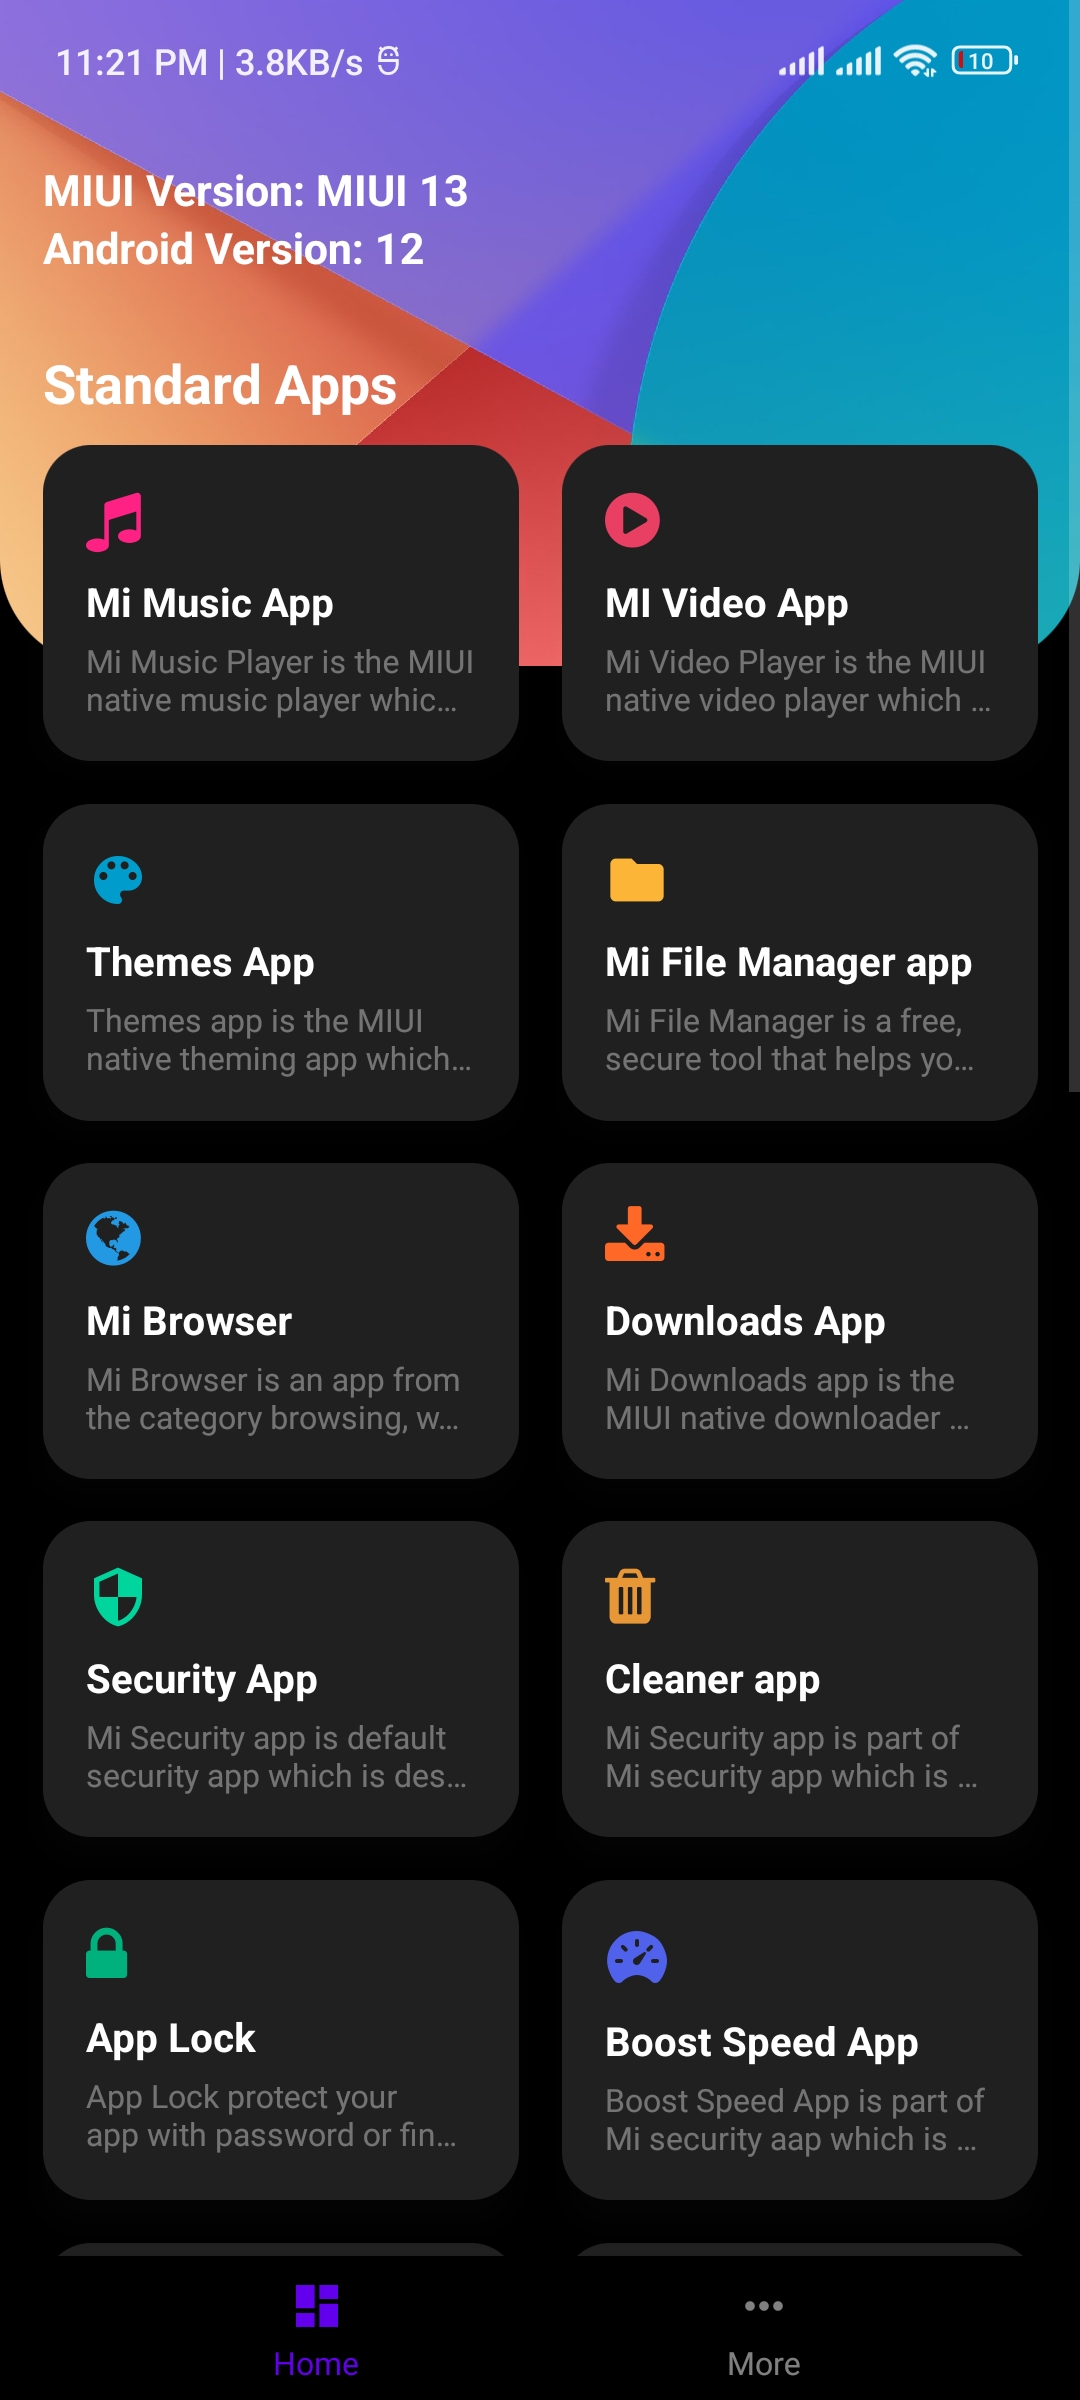 11:21 PM | 3.8KB/s
10
MIUI Version: MIUI 13
Android Version: 12
Standard Apps
Mi Music App
Mi Music Player is the MIUI
native music player whic...
MI Video App
Mi Video Player is the MIUI
native video player which ...
Themes App
Themes app is the MIUI
native theming app which...
Mi File Manager app
Mi File Manager is a free,
secure tool that helps yo...
Mi Browser
Mi Browser is an app from
the category browsing, w...
Downloads App
Mi Downloads app is the
MIUI native downloader ...
Security App
Mi Security app is default
security app which is des...
Cleaner app
Mi Security app is part of
Mi security app which is ...
App Lock
App Lock protect your
app with password or fin...
Boost Speed App
Boost Speed App is part of
Mi security aap which is ...
Home
More